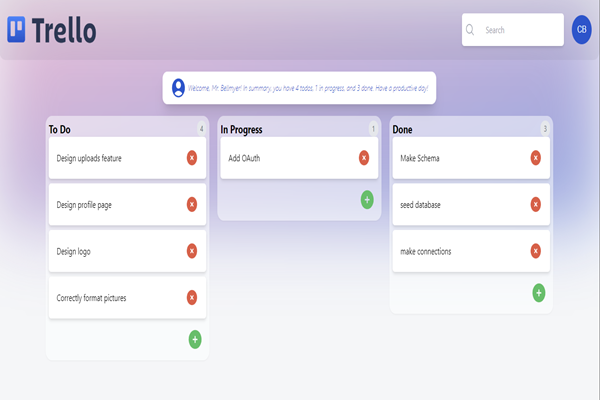 Trello
Search
CB
Welcome, Mr. Bellmyer! In summary, you have 4 todos, 1 in progress, and 3 done. Have a productive day!
To Do
4
Design uploads feature
x
Design profile page
x
Design logo
x
Correctly format pictures
x
+
In Progress
1
Add OAuth
x
+
Done
3
Make Schema
x
seed database
x
make connections
x
+